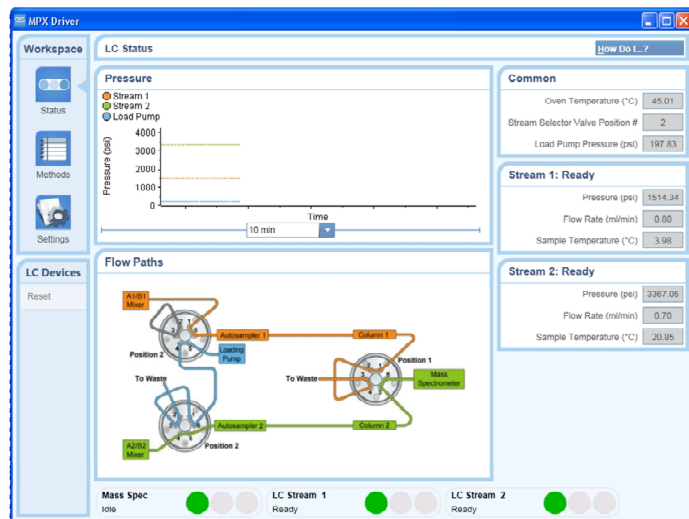 MPX Driver
Workspace
Status
Methods
Settings
LC Devices
Reset
LC Status
How Do I...?
Pressure
Stream 1
Stream 2
Load Pump
Pressure (psi)
4000
3000
2000
1000
0
Time
10 min
Flow Paths
A1/B1
Mixer
Position 2
Autosampler 1
Loading
Pump
Column 1
Position 1
To Waste
To Waste
Mass
Spectrometer
A2/B2
Mixer
Position 2
Autosampler 2
Column 2
Common
Oven Temperature (°C) 45.01
Stream Selector Valve Position # 2
Load Pump Pressure (psi) 197.83
Stream 1: Ready
Pressure (psi) 1514.34
Flow Rate (ml/min) 0.80
Sample Temperature (°C) 3.98
Stream 2: Ready
Pressure (psi) 3367.05
Flow Rate (ml/min) 0.70
Sample Temperature (°C) 20.85
Mass Spec
Idle
LC Stream 1
Ready
LC Stream 2
Ready